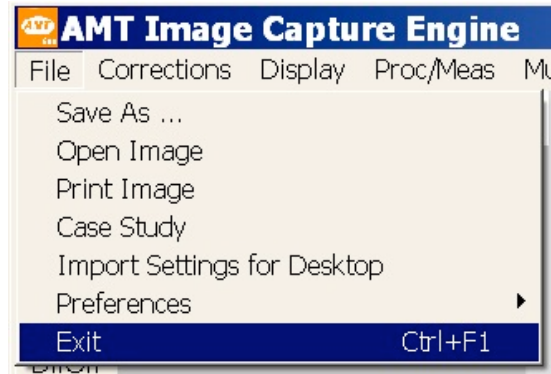 AMT Image Capture Engine
File Corrections Display Proc/Meas Mu
Save As ...
Open Image
Print Image
Case Study
Import Settings for Desktop
Preferences
Exit Ctrl+F1